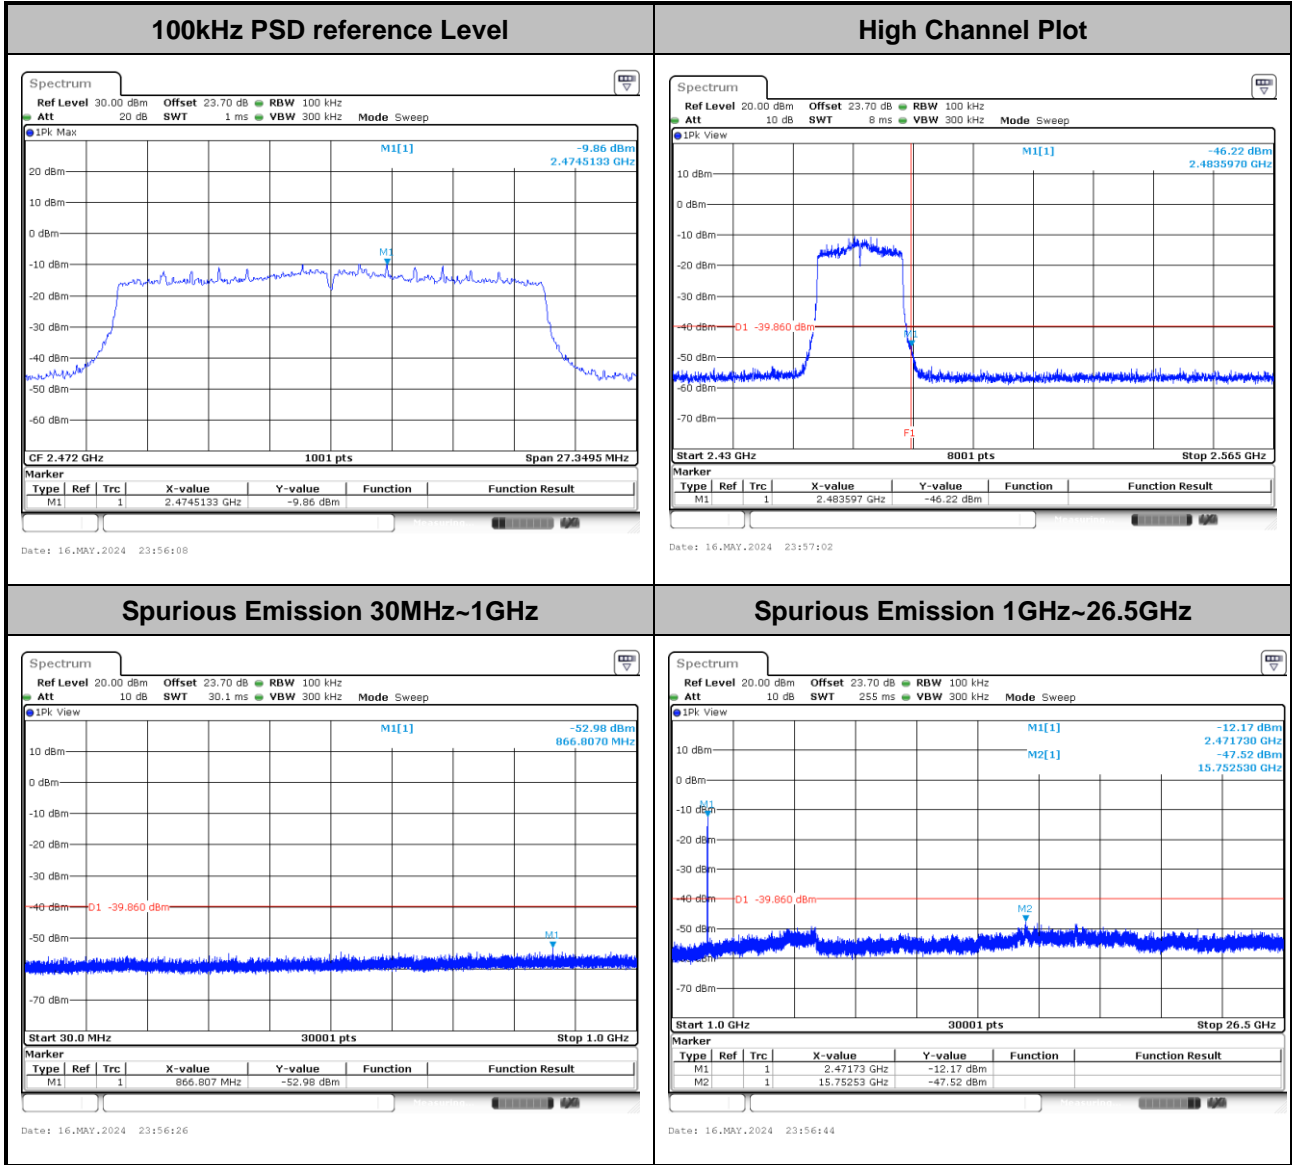 100kHz PSD reference Level
Spectrum
Ref Level 30.00 dBm Offset 23.70 dB RBW 100 kHz
Att 20 dB SWT 1 ms VBW 300 kHz Mode Sweep
1Pk Max
M1[1] -9.86 dBm
2.4745133 GHz
20 dBm
10 dBm
0 dBm
M1
-10 dBm
-20 dBm
-30 dBm
-40 dBm
-50 dBm
-60 dBm
CF 2.472 GHz 1001 pts Span 27.3495 MHz
Marker
Type Ref Trc X-value Y-value Function Function Result
M1 1 2.4745133 GHz -9.86 dBm
Date: 16.MAY.2024 23:56:08
High Channel Plot
Spectrum
Ref Level 20.00 dBm Offset 23.70 dB RBW 100 kHz
Att 10 dB SWT 8 ms VBW 300 kHz Mode Sweep
1Pk View
M1[1] -46.22 dBm
2.4835970 GHz
10 dBm
0 dBm
-10 dBm
-20 dBm
-30 dBm
-40 dBm D1 -39.860 dBm
M1
-50 dBm
-60 dBm
-70 dBm
F1
Start 2.43 GHz 8001 pts Stop 2.565 GHz
Marker
Type Ref Trc X-value Y-value Function Function Result
M1 1 2.483597 GHz -46.22 dBm
Date: 16.MAY.2024 23:57:02
Spurious Emission 30MHz~1GHz
Spectrum
Ref Level 20.00 dBm Offset 23.70 dB RBW 100 kHz
Att 10 dB SWT 30.1 ms VBW 300 kHz Mode Sweep
1Pk View
M1[1] -52.98 dBm
866.8070 MHz
10 dBm
0 dBm
-10 dBm
-20 dBm
-30 dBm
-40 dBm D1 -39.860 dBm
M1
-50 dBm
-70 dBm
Start 30.0 MHz 30001 pts Stop 1.0 GHz
Marker
Type Ref Trc X-value Y-value Function Function Result
M1 1 866.807 MHz -52.98 dBm
Date: 16.MAY.2024 23:56:26
Spurious Emission 1GHz~26.5GHz
Spectrum
Ref Level 20.00 dBm Offset 23.70 dB RBW 100 kHz
Att 10 dB SWT 255 ms VBW 300 kHz Mode Sweep
1Pk View
M1[1] -12.17 dBm
2.471730 GHz
M2[1] -47.52 dBm
15.752530 GHz
10 dBm
0 dBm
M1
-10 dBm
-20 dBm
-30 dBm
-40 dBm D1 -39.860 dBm
M2
-50 dBm
-70 dBm
Start 1.0 GHz 30001 pts Stop 26.5 GHz
Marker
Type Ref Trc X-value Y-value Function Function Result
M1 1 2.47173 GHz -12.17 dBm
M2 1 15.75253 GHz -47.52 dBm
Date: 16.MAY.2024 23:56:44